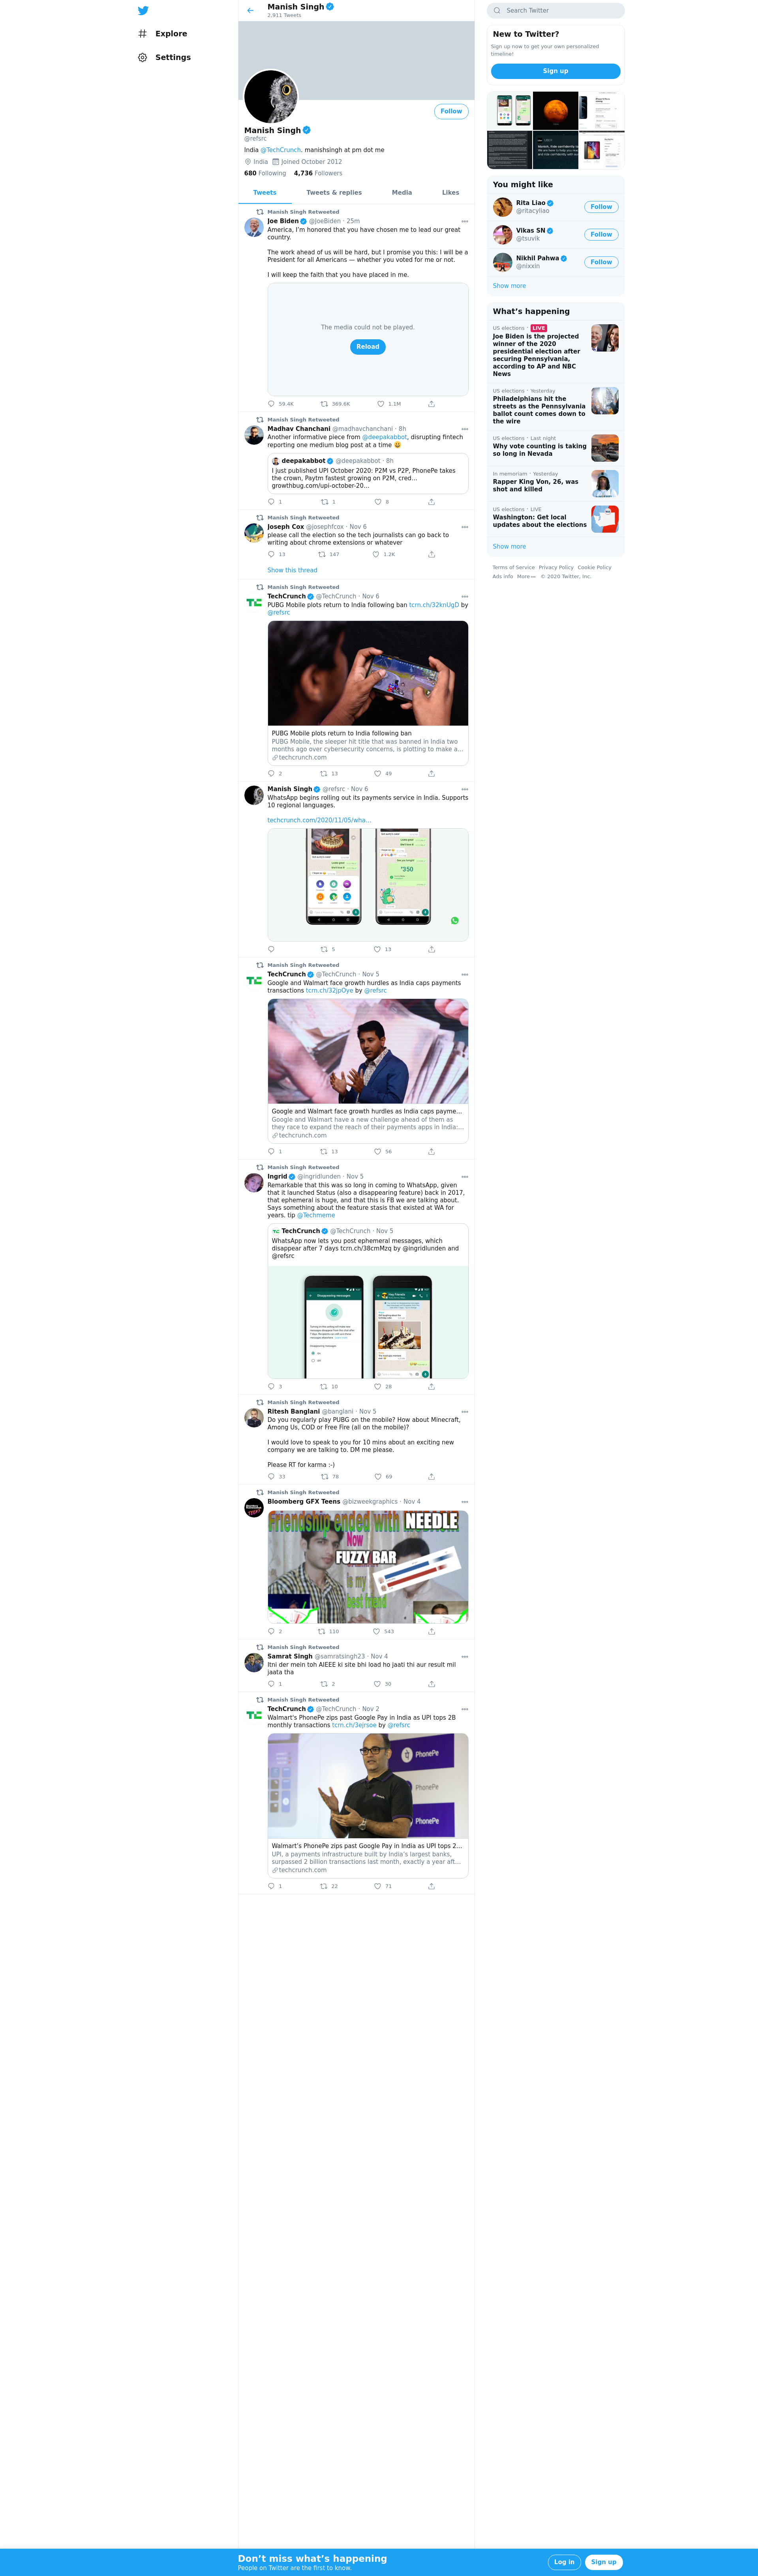 Explore
Settings
Manish Singh
2,911 Tweets
Follow
Manish Singh
@refsrc
India @TechCrunch. manishsingh at pm dot me
India Joined October 2012
680 Following 4,736 Followers
Tweets Tweets & replies Media Likes
Manish Singh Retweeted
Joe Biden @JoeBiden · 25m
America, I'm honored that you have chosen me to lead our great
country.
The work ahead of us will be hard, but I promise you this: I will be a
President for all Americans — whether you voted for me or not.
I will keep the faith that you have placed in me.
The media could not be played.
Reload
59.4K 369.6K 1.1M
Manish Singh Retweeted
Madhav Chanchani @madhavchanchani · 8h
Another informative piece from @deepakabbot, disrupting fintech
reporting one medium blog post at a time 😀
deepakabbot @deepakabbot · 8h
I just published UPI October 2020: P2M vs P2P, PhonePe takes
the crown, Paytm fastest growing on P2M, cred…
growthbug.com/upi-october-20…
1 1 8
Manish Singh Retweeted
Joseph Cox @josephfcox · Nov 6
please call the election so the tech journalists can go back to
writing about chrome extensions or whatever
13 147 1.2K
Show this thread
Manish Singh Retweeted
TechCrunch @TechCrunch · Nov 6
PUBG Mobile plots return to India following ban tcrn.ch/32knUgD by
@refsrc
PUBG Mobile plots return to India following ban
PUBG Mobile, the sleeper hit title that was banned in India two
months ago over cybersecurity concerns, is plotting to make a…
techcrunch.com
2 13 49
Manish Singh @refsrc · Nov 6
WhatsApp begins rolling out its payments service in India. Supports
10 regional languages.
techcrunch.com/2020/11/05/wha…
₹350
5 13
Manish Singh Retweeted
TechCrunch @TechCrunch · Nov 5
Google and Walmart face growth hurdles as India caps payments
transactions tcrn.ch/32jpOye by @refsrc
Google and Walmart face growth hurdles as India caps payme…
Google and Walmart have a new challenge ahead of them as
they race to expand the reach of their payments apps in India:…
techcrunch.com
1 13 56
Manish Singh Retweeted
Ingrid @ingridlunden · Nov 5
Remarkable that this was so long in coming to WhatsApp, given
that it launched Status (also a disappearing feature) back in 2017,
that ephemeral is huge, and that this is FB we are talking about.
Says something about the feature stasis that existed at WA for
years. tip @Techmeme
TechCrunch @TechCrunch · Nov 5
WhatsApp now lets you post ephemeral messages, which
disappear after 7 days tcrn.ch/38cmMzq by @ingridlunden and
@refsrc
3 10 28
Manish Singh Retweeted
Ritesh Banglani @banglani · Nov 5
Do you regularly play PUBG on the mobile? How about Minecraft,
Among Us, COD or Free Fire (all on the mobile)?
I would love to speak to you for 10 mins about an exciting new
company we are talking to. DM me please.
Please RT for karma :-)
33 78 69
Manish Singh Retweeted
Bloomberg GFX Teens @bizweekgraphics · Nov 4
Friendship ended with NEEDLE
Now
FUZZY BAR
is my
best friend
2 110 543
Manish Singh Retweeted
Samrat Singh @samratsingh23 · Nov 4
Itni der mein toh AIEEE ki site bhi load ho jaati thi aur result mil
jaata tha
1 2 30
Manish Singh Retweeted
TechCrunch @TechCrunch · Nov 2
Walmart's PhonePe zips past Google Pay in India as UPI tops 2B
monthly transactions tcrn.ch/3ejrsoe by @refsrc
PhonePe
PhonePe
PhonePe
Walmart's PhonePe zips past Google Pay in India as UPI tops 2…
UPI, a payments infrastructure built by India's largest banks,
surpassed 2 billion transactions last month, exactly a year aft…
techcrunch.com
1 22 71
Search Twitter
New to Twitter?
Sign up now to get your own personalized
timeline!
Sign up
You might like
Rita Liao
@ritacyliao
Follow
Vikas SN
@tsuvik
Follow
Nikhil Pahwa
@nixxin
Follow
Show more
What's happening
US elections · LIVE
Joe Biden is the projected
winner of the 2020
presidential election after
securing Pennsylvania,
according to AP and NBC
News
US elections · Yesterday
Philadelphians hit the
streets as the Pennsylvania
ballot count comes down to
the wire
US elections · Last night
Why vote counting is taking
so long in Nevada
In memoriam · Yesterday
Rapper King Von, 26, was
shot and killed
US elections · LIVE
Washington: Get local
updates about the elections
Show more
Terms of Service Privacy Policy Cookie Policy
Ads info More © 2020 Twitter, Inc.
Don't miss what's happening
People on Twitter are the first to know.
Log in Sign up